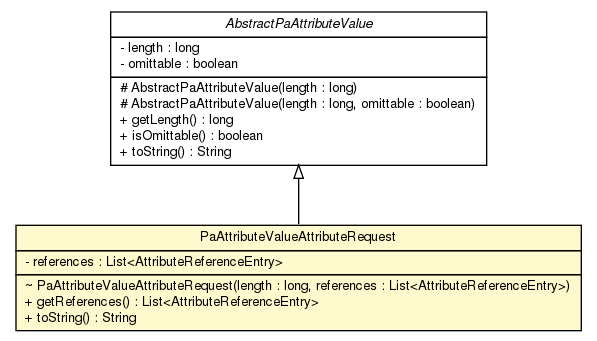 AbstractPaAttributeValue
- length : long
- omittable : boolean
# AbstractPaAttributeValue(length : long)
# AbstractPaAttributeValue(length : long, omittable : boolean)
+ getLength() : long
+ isOmittable() : boolean
+ toString() : String
PaAttributeValueAttributeRequest
- references : List<AttributeReferenceEntry>
~ PaAttributeValueAttributeRequest(length : long, references : List<AttributeReferenceEntry>)
+ getReferences() : List<AttributeReferenceEntry>
+ toString() : String